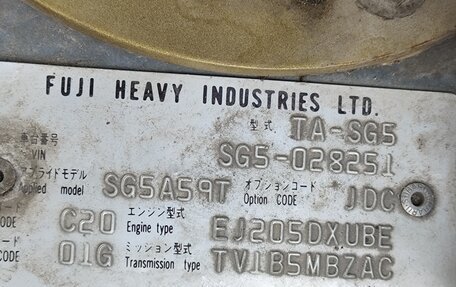 FUJI HEAVY INDUSTRIES LTD.
型式 TA-SG5
車台番号
VIN SG5-028251
アプライドモデル オプションコード
Applied model SG5A59T Option CODE JDC
エンジン型式
C20 Engine type EJ205DXUBE
ミッション型式
CODE 01G Transmission type TV1B5MBZAC